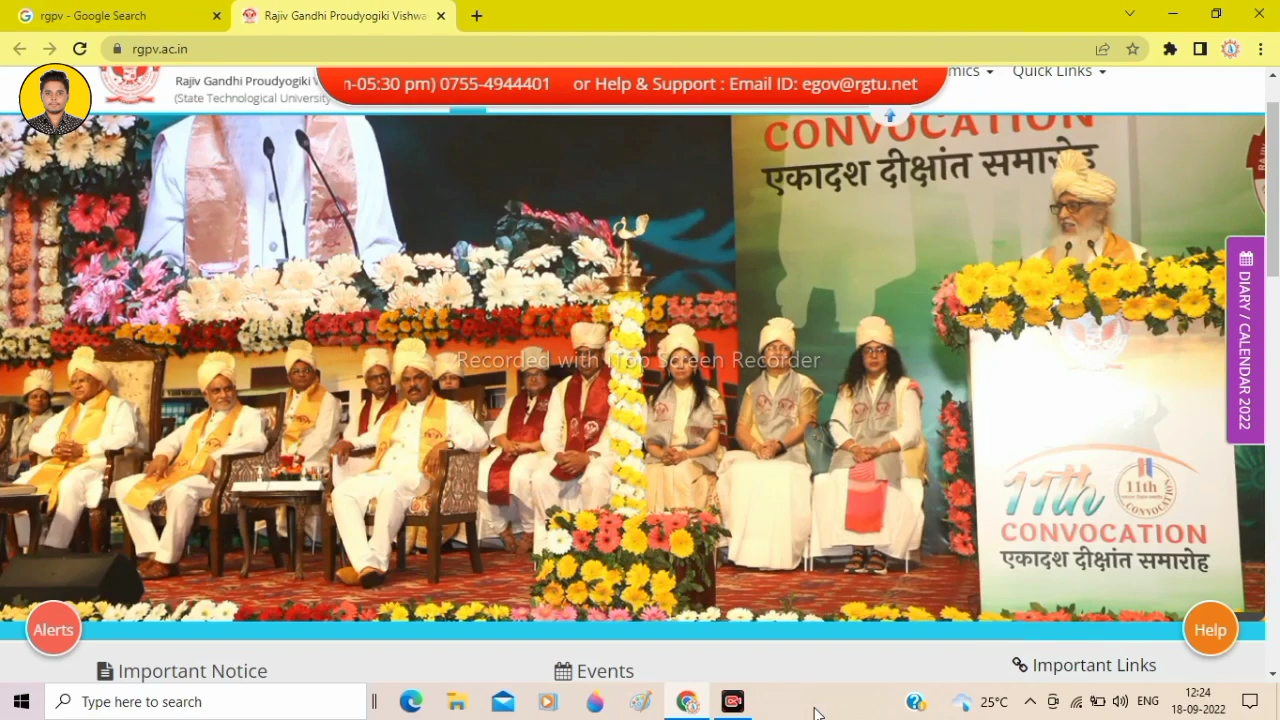 rgpv - Google Search
Rajiv Gandhi Proudyogiki Vishwa
rgpv.ac.in
Rajiv Gandhi Proudyogiki V
(State Technological University
n-05:30 pm) 0755-4944401 or Help & Support : Email ID: egov@rgtu.net
mics
Quick Links
CONVOCATION
एकादश दीक्षांत समारोह
Recorded with iTop Screen Recorder
DIARY / CALENDAR 2022
11th
11th
CONVOCATION
CONVOCATION
एकादश दीक्षांत समारोह
Alerts
Help
Important Notice
Events
Important Links
Type here to search
25°C
ENG
12:24
18-09-2022